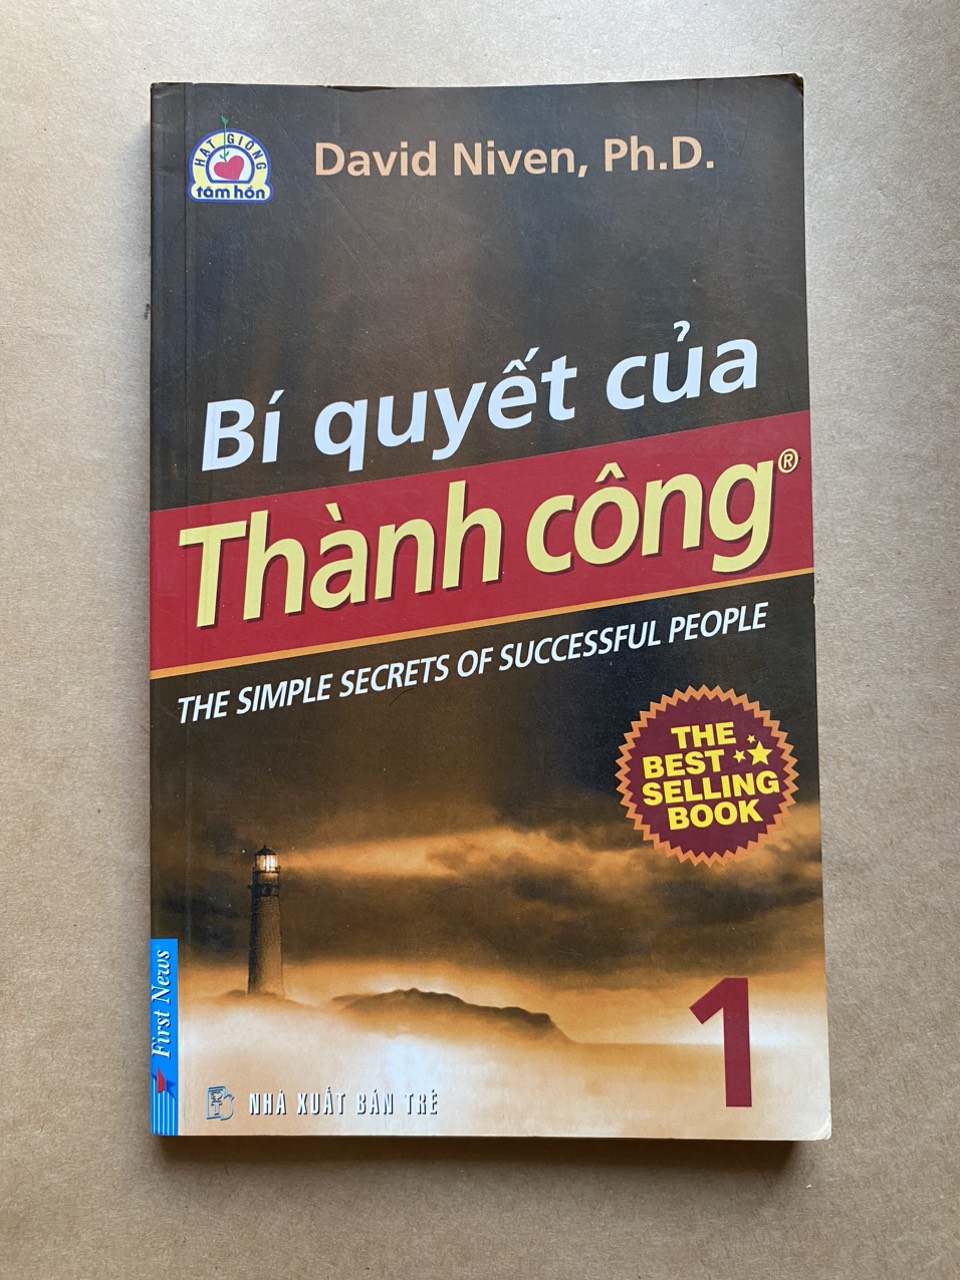 HẠT GIỐNG
tâm hồn
David Niven, Ph.D.
Bí quyết của
Thành công®
THE SIMPLE SECRETS OF SUCCESSFUL PEOPLE
THE
BEST
SELLING
BOOK
First News
1
NHÀ XUẤT BẢN TRẺ